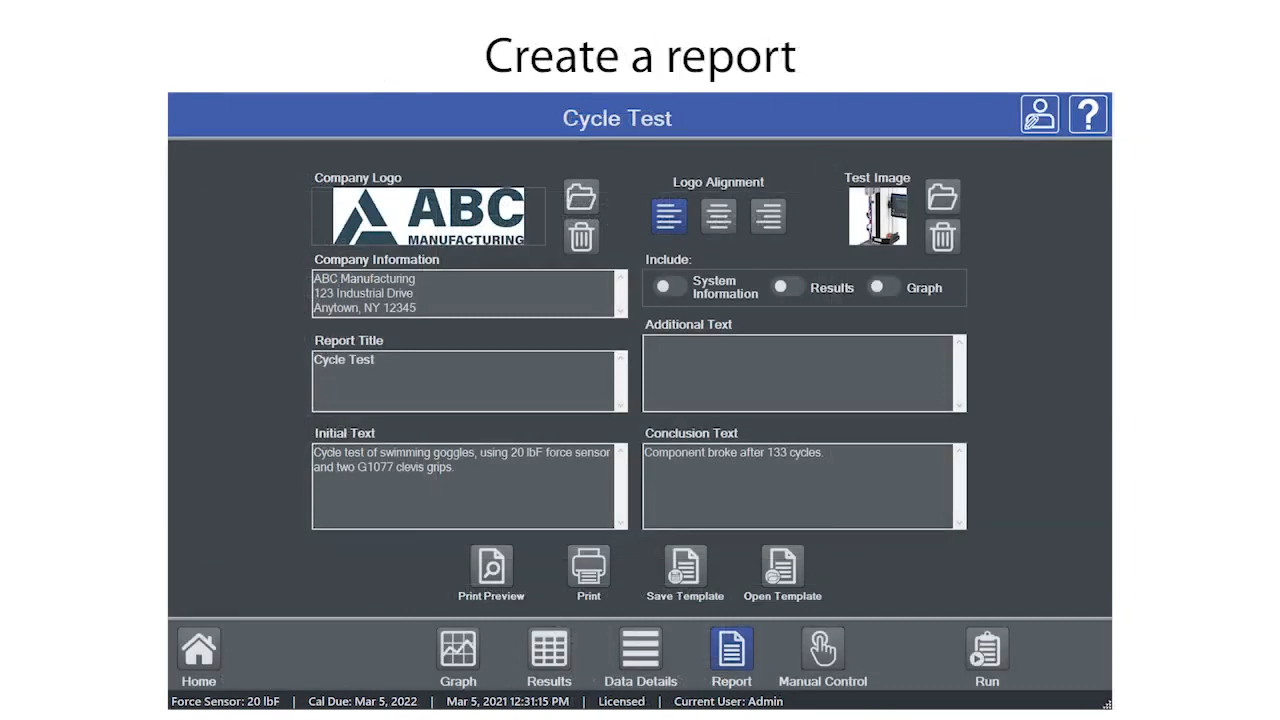 Create a report
Cycle Test
?
Company Logo
ABC
MANUFACTURING
Logo Alignment
Test Image
Company Information
ABC Manufacturing
123 Industrial Drive
Anytown, NY 12345
Include:
System
Information
Results
Graph
Report Title
Cycle Test
Additional Text
Initial Text
Cycle test of swimming goggles, using 20 lbF force sensor
and two G1077 clevis grips.
Conclusion Text
Component broke after 133 cycles.
Print Preview
Print
Save Template
Open Template
Home
Graph
Results
Data Details
Report
Manual Control
Run
Force Sensor: 20 lbF | Cal Due: Mar 5, 2022 | Mar 5, 2021 12:31:15 PM | Licensed | Current User: Admin